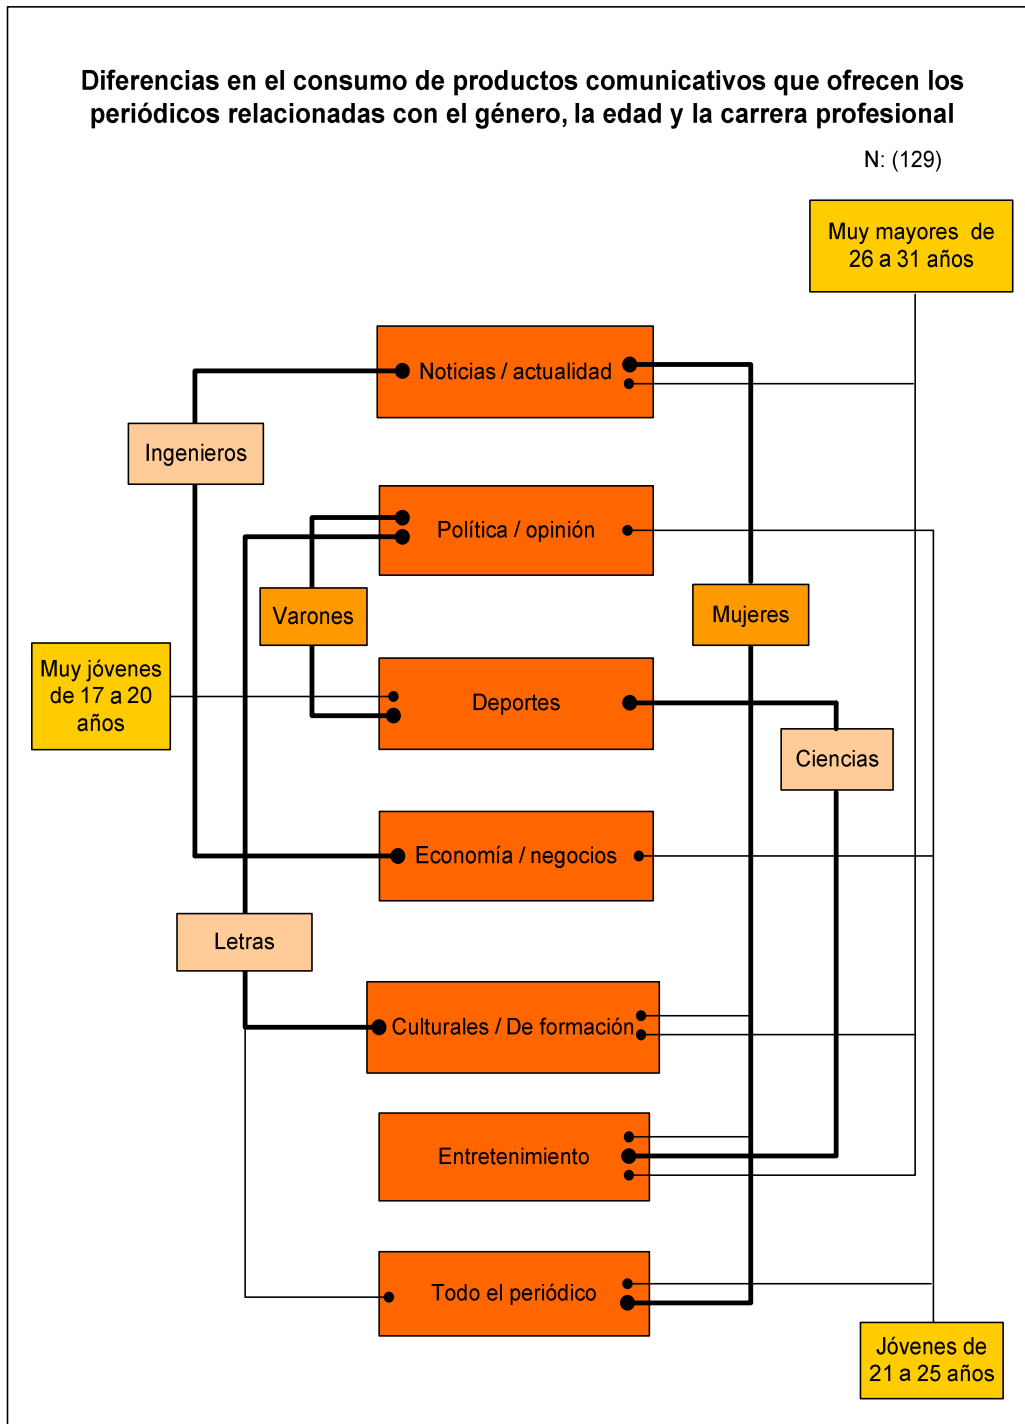 Diferencias en el consumo de productos comunicativos que ofrecen los
periódicos relacionadas con el género, la edad y la carrera profesional
N: (129)
Muy mayores de
26 a 31 años
Noticias / actualidad
Ingenieros
Política / opinión
Varones
Mujeres
Muy jóvenes
de 17 a 20
años
Deportes
Ciencias
Economía / negocios
Letras
Culturales / De formación
Entretenimiento
Todo el periódico
Jóvenes de
21 a 25 años